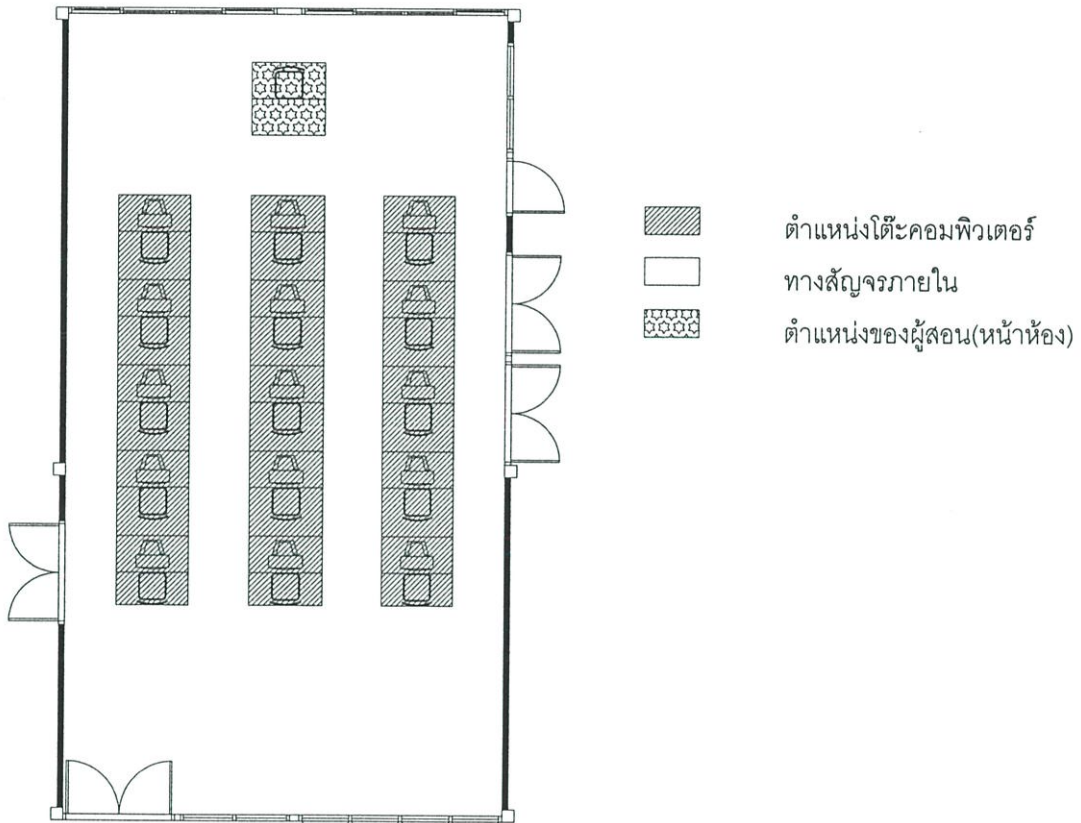 ตำแหน่งโต๊ะคอมพิวเตอร์
ทางสัญจรภายใน
ตำแหน่งของผู้สอน(หน้าห้อง)